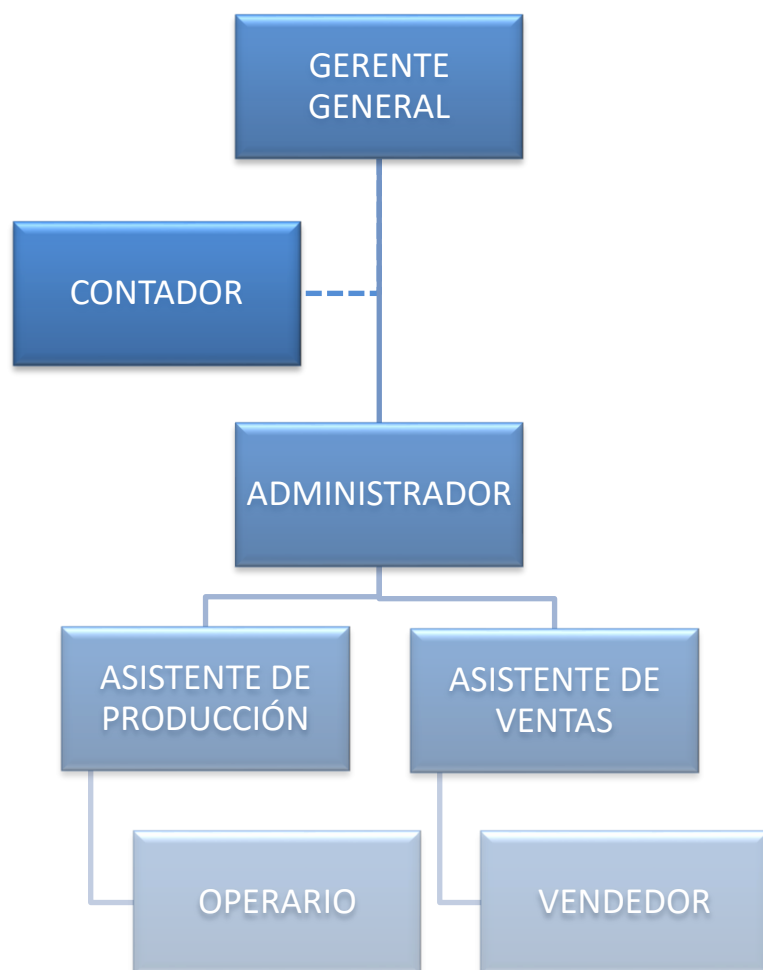 GERENTE
GENERAL
CONTADOR
ADMINISTRADOR
ASISTENTE DE
PRODUCCIÓN
ASISTENTE DE
VENTAS
OPERARIO
VENDEDOR